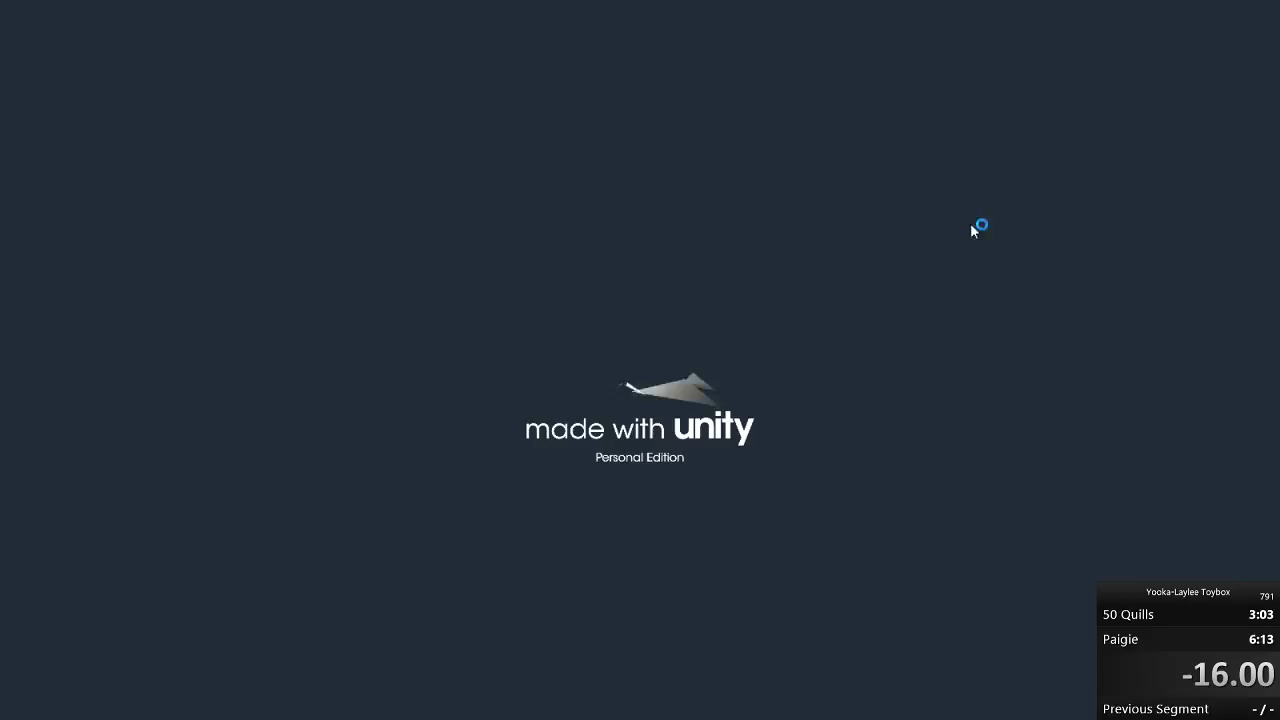 made with unity
Personal Edition
Yooka-Laylee Toybox
791
50 Quills 3:03
Paigie 6:13
-16.00
Previous Segment - / -